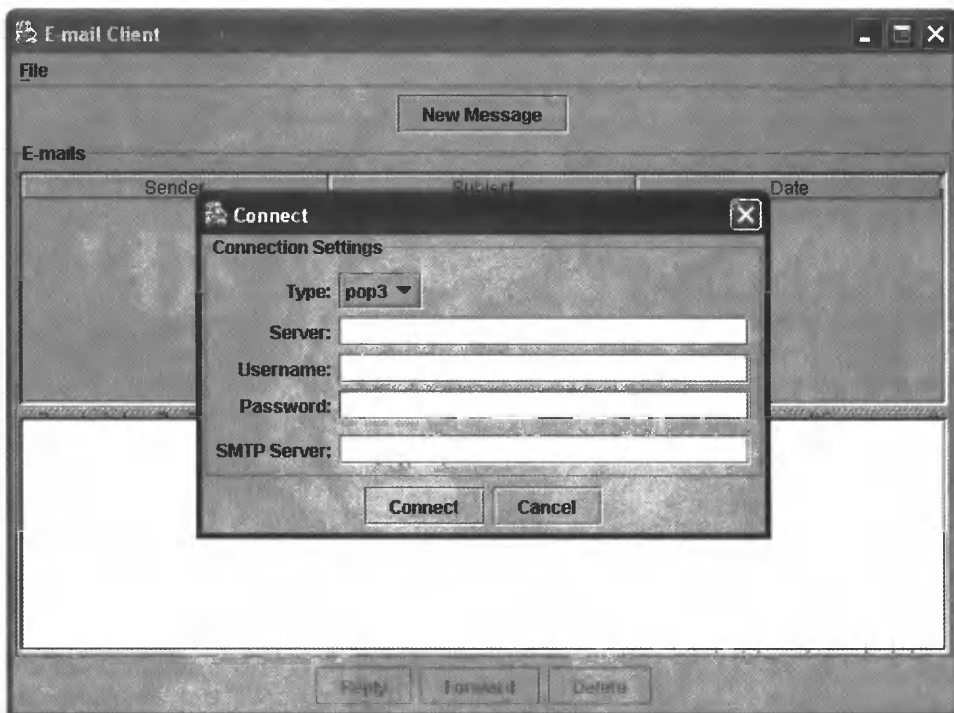 E-mail Client
File
New Message
E-mails
Sender Subject Date
Connect
Connection Settings
Type: pop3
Server:
Username:
Password:
SMTP Server:
Connect Cancel
Reply Forward Delete